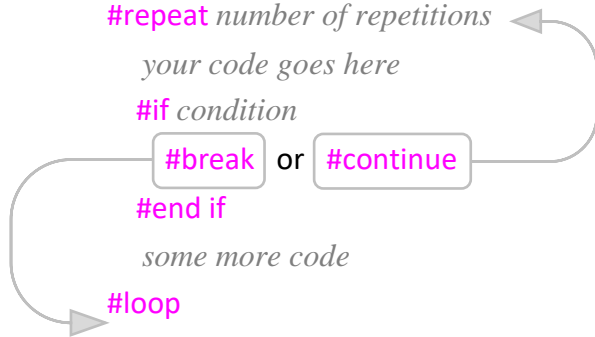 #repeat number of repetitions
your code goes here
#if condition
#break or #continue
#end if
some more code
#loop